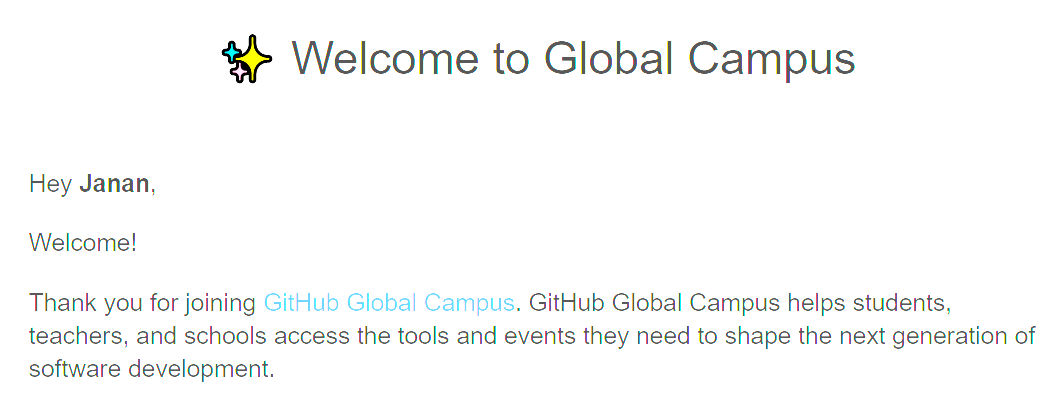 Welcome to Global Campus
Hey Janan,
Welcome!
Thank you for joining GitHub Global Campus. GitHub Global Campus helps students,
teachers, and schools access the tools and events they need to shape the next generation of
software development.